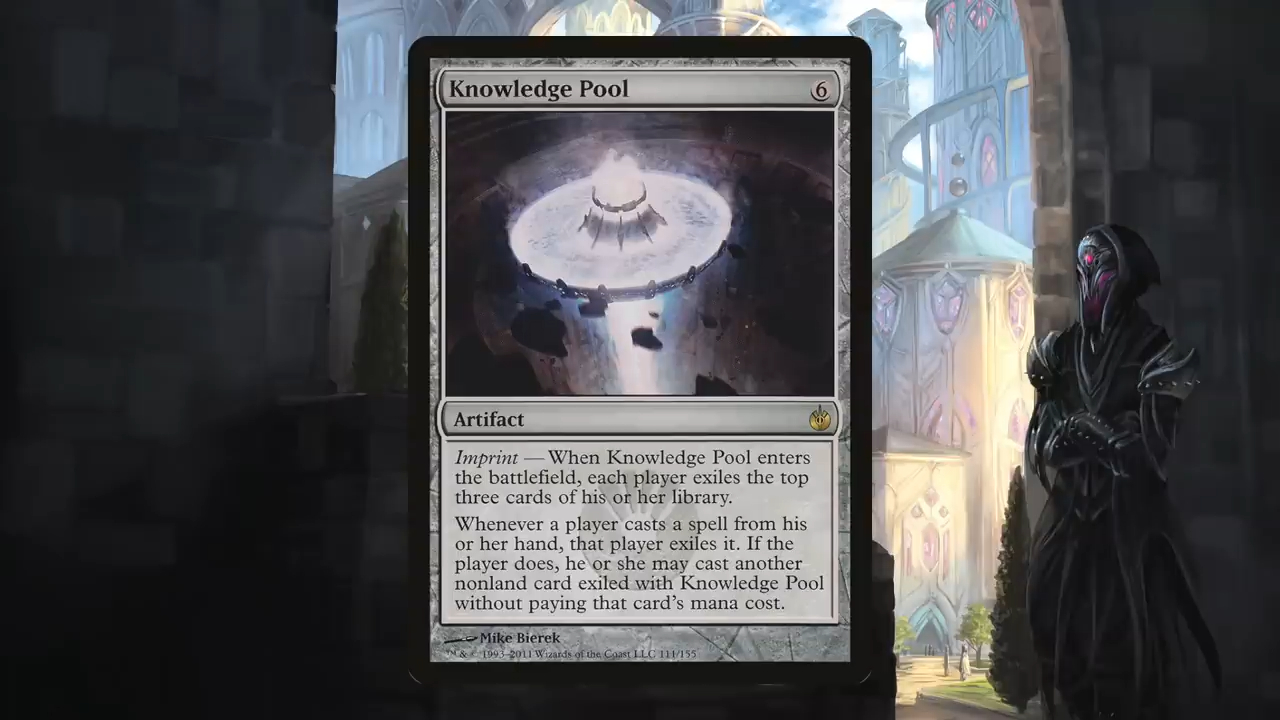 Knowledge Pool
6
Artifact
Imprint — When Knowledge Pool enters
the battlefield, each player exiles the top
three cards of his or her library.
Whenever a player casts a spell from his
or her hand, that player exiles it. If the
player does, he or she may cast another
nonland card exiled with Knowledge Pool
without paying that card's mana cost.
Mike Bierek
™ & © 1993–2011 Wizards of the Coast LLC 111/155